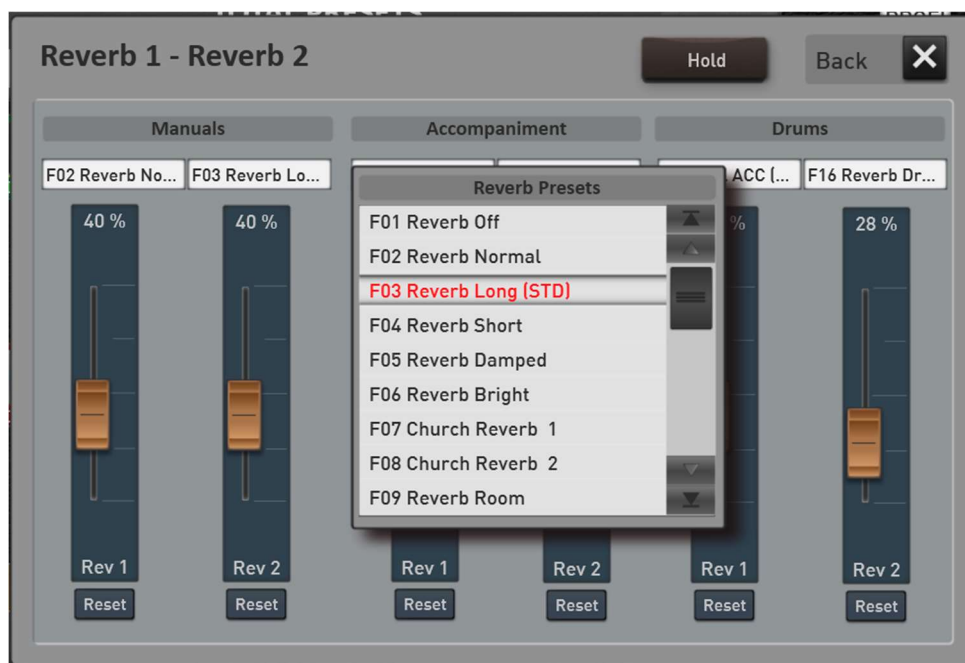 Reverb 1 - Reverb 2
Hold
Back
Manuals
Accompaniment
Drums
F02 Reverb No...
F03 Reverb Lo...
ACC (...
F16 Reverb Dr...
40 %
40 %
%
28 %
Reverb Presets
F01 Reverb Off
F02 Reverb Normal
F03 Reverb Long (STD)
F04 Reverb Short
F05 Reverb Damped
F06 Reverb Bright
F07 Church Reverb 1
F08 Church Reverb 2
F09 Reverb Room
Rev 1
Rev 2
Rev 1
Rev 2
Rev 1
Rev 2
Reset
Reset
Reset
Reset
Reset
Reset